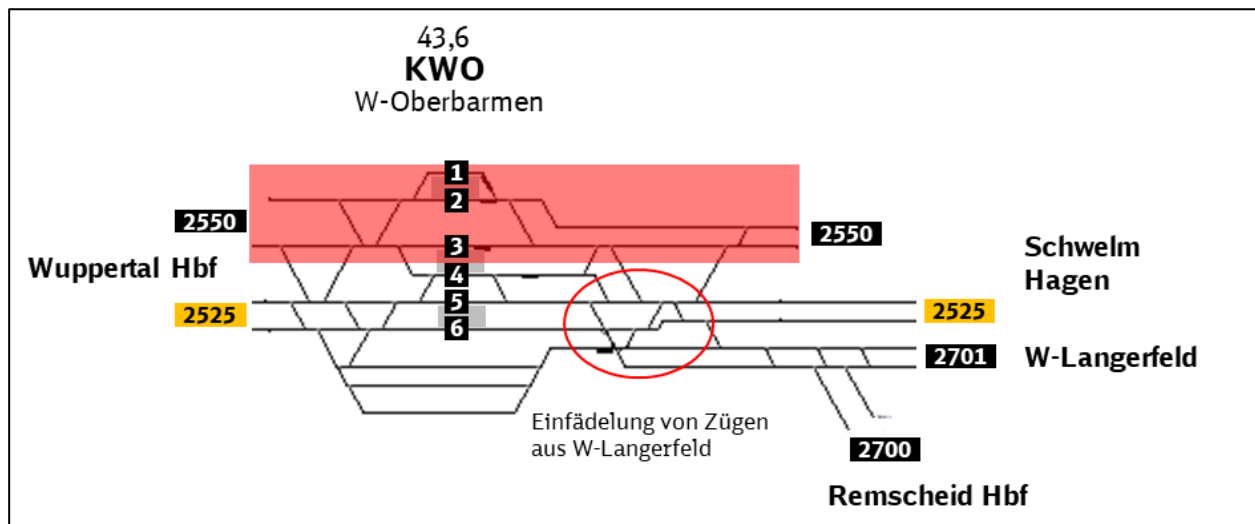 43,6
KWO
W-Oberbarmen
1
2
2550
3
2550
Wuppertal Hbf
4
Schwelm
Hagen
2525
5
2525
6
2701
W-Langerfeld
Einfädelung von Zügen
aus W-Langerfeld
2700
Remscheid Hbf